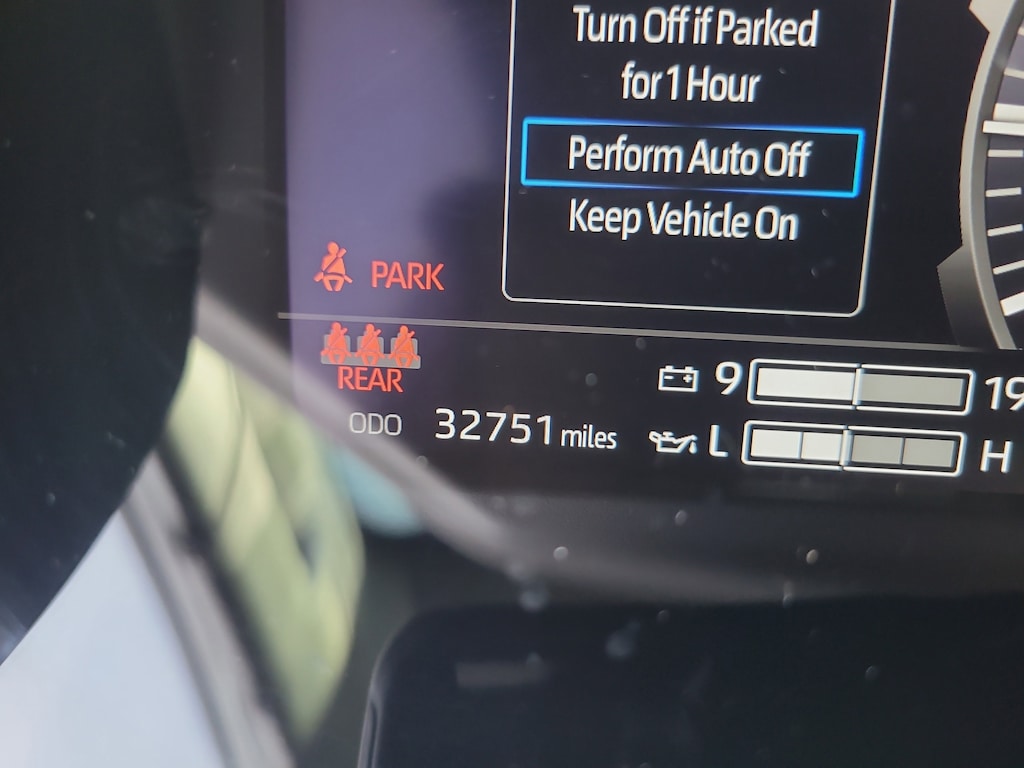 Turn Off if Parked
for 1 Hour
Perform Auto Off
Keep Vehicle On
PARK
REAR
9 19
ODO 32751 miles
L H